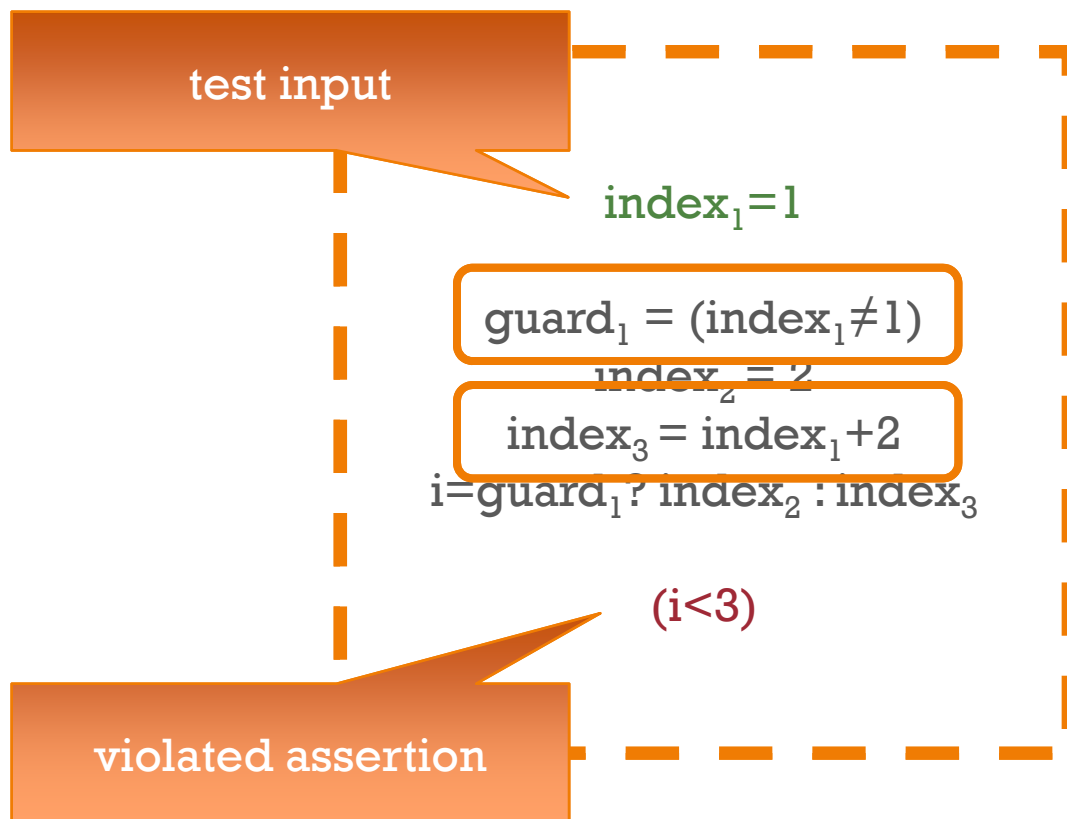 test input
index₁=1
guard₁ = (index₁≠1)
index₂ = 2
index₃ = index₁+2
i=guard₁? index₂ : index₃
(i<3)
violated assertion